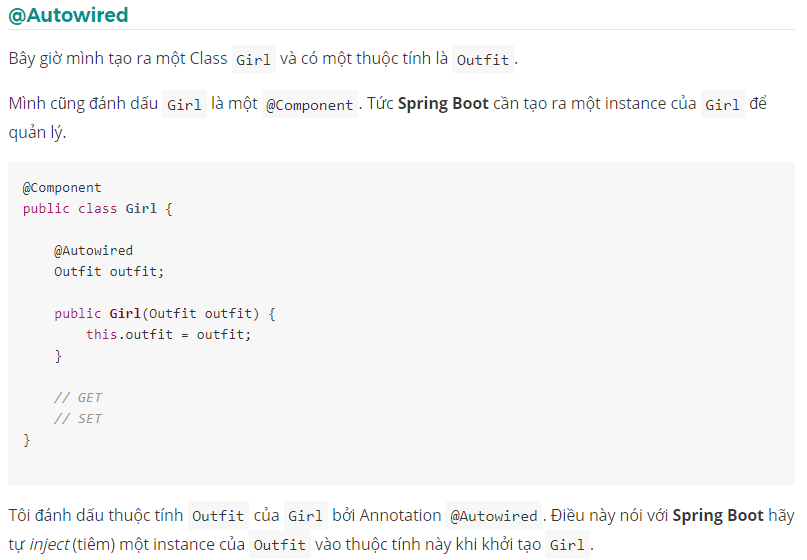 @Autowired
Bây giờ mình tạo ra một Class Girl và có một thuộc tính là Outfit.
Mình cũng đánh dấu Girl là một @Component. Tức Spring Boot cần tạo ra một instance của Girl để
quản lý.
@Component
public class Girl {
    @Autowired
    Outfit outfit;
    public Girl(Outfit outfit) {
        this.outfit = outfit;
    }
    // GET
    // SET
}
Tôi đánh dấu thuộc tính Outfit của Girl bởi Annotation @Autowired. Điều này nói với Spring Boot hãy
tự inject (tiêm) một instance của Outfit vào thuộc tính này khi khởi tạo Girl.